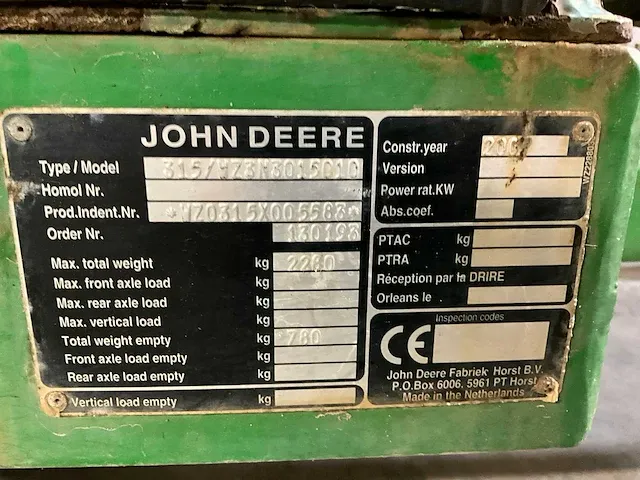 JOHN DEERE
Type / Model 315/WZ3N301501D
Homol Nr.
Prod.Indent.Nr. *WZ0315X005583*
Order Nr. 130193
Max. total weight kg 2280
Max. front axle load kg
Max. rear axle load kg
Max. vertical load kg
Total weight empty kg 780
Front axle load empty kg
Rear axle load empty kg
Vertical load empty kg
Constr.year
Version
Power rat.KW
Abs.coef.
PTAC kg
PTRA kg
Réception par la DRIRE
Orleans le
Inspection codes
CE
John Deere Fabriek Horst B.V.
P.O.Box 6006, 5961 PT Horst
Made in the Netherlands